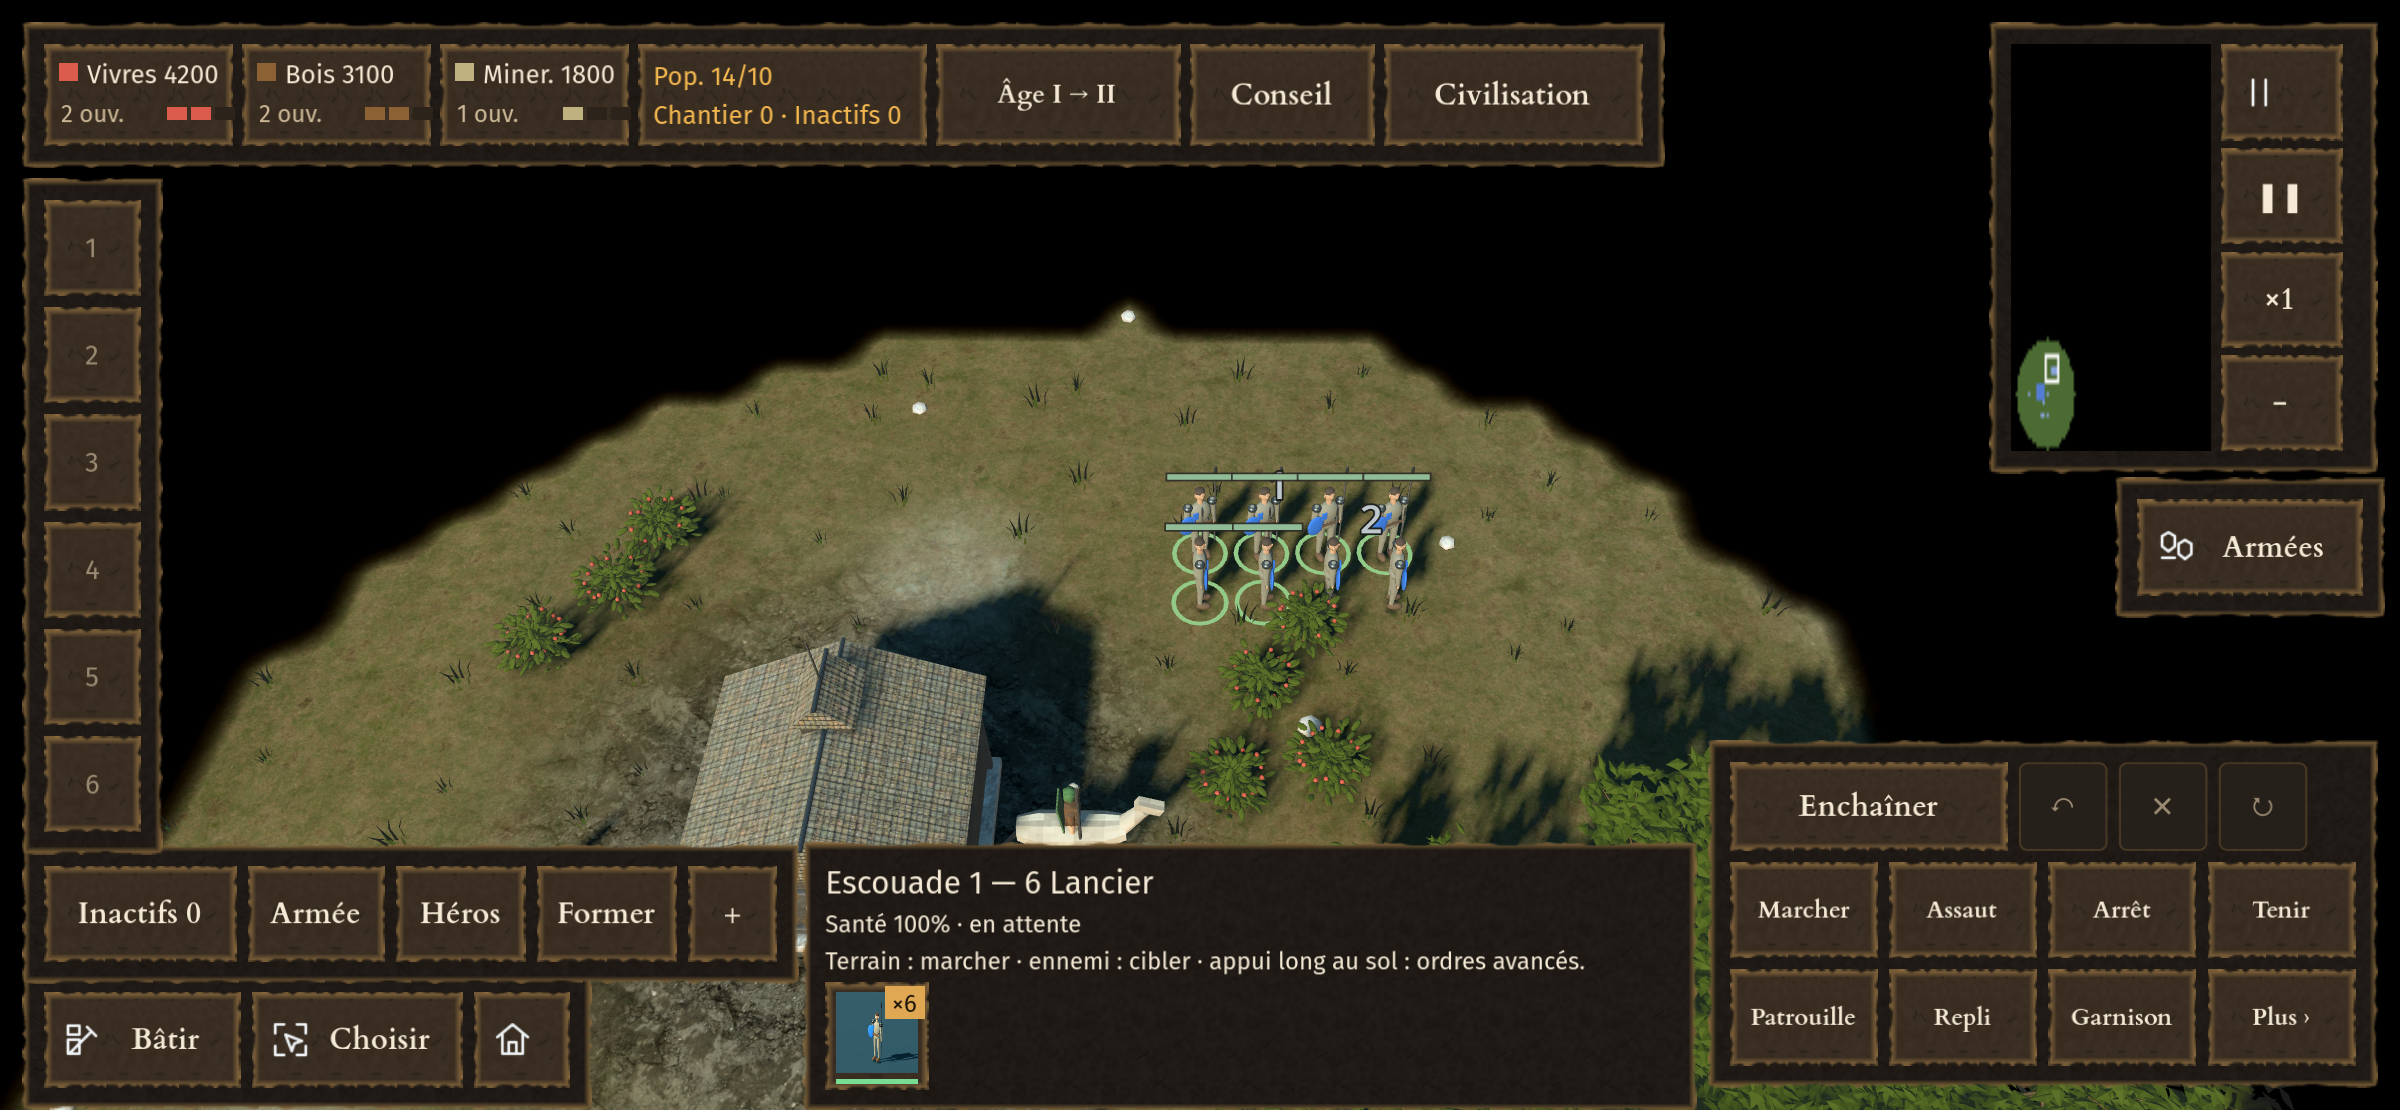 Vivres 4200
2 ouv.
Bois 3100
2 ouv.
Miner. 1800
1 ouv.
Pop. 14/10
Chantier 0 · Inactifs 0
Âge I → II
Conseil
Civilisation
×1
–
Armées
1
2
3
4
5
6
1
2
Inactifs 0
Armée
Héros
Former
+
Bâtir
Choisir
Escouade 1 — 6 Lancier
Santé 100% · en attente
Terrain : marcher · ennemi : cibler · appui long au sol : ordres avancés.
×6
Enchaîner
Marcher
Assaut
Arrêt
Tenir
Patrouille
Repli
Garnison
Plus ›